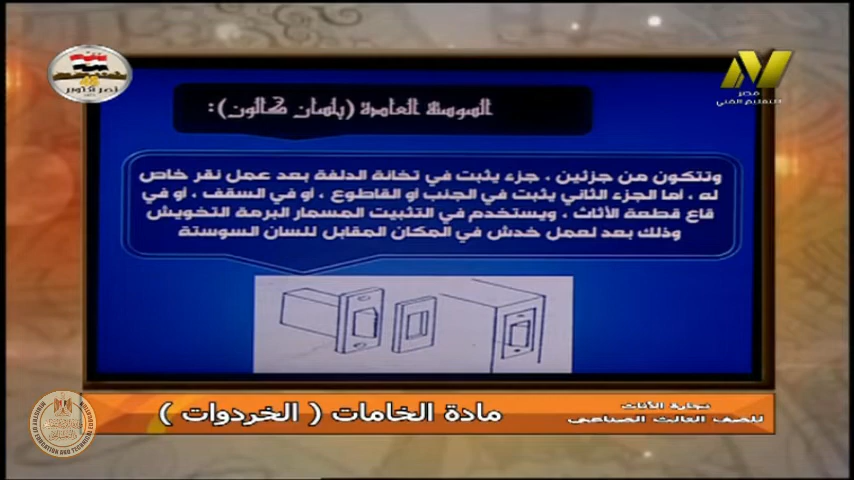 مصر
التعليم الفني
السوستة العادة (بلسان كالون):
وتتكون من جزئين ، جزء يثبت في تخانة الدلفة بعد عمل نقر خاص
له ، أما الجزء الثاني يثبت في الجنب أو القاطوع ، أو في السقف ، أو في
قاع قطعة الأثاث ، ويستخدم في التثبيت المسمار البرمة التخويش
وذلك بعد لعمل خدش في المكان المقابل للسان السوستة
نجارة الأثاث
للصف الثالث الصناعى
مادة الخامات ( الخردوات )